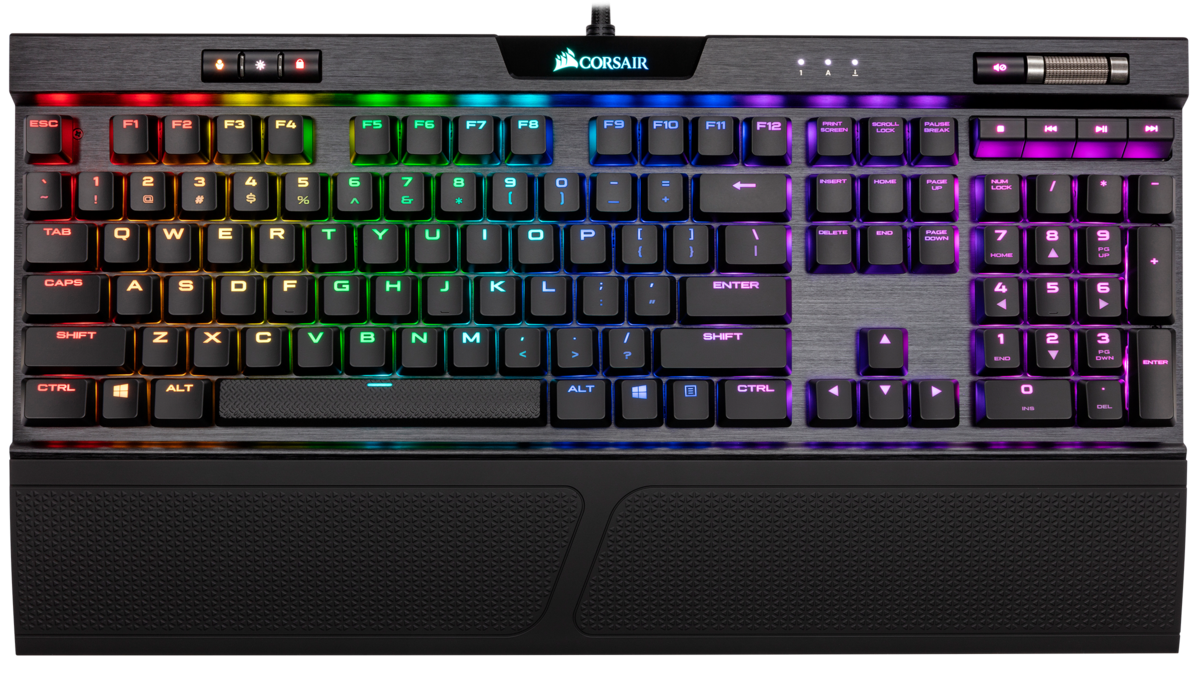 CORSAIR
1 A
ESC F1 F2 F3 F4 F5 F6 F7 F8 F9 F10 F11 F12 PRINT SCROLL PAUSE
SCREEN LOCK BREAK
` 1 2 3 4 5 6 7 8 9 0 - = INSERT HOME PAGE NUM / * -
~ ! @ # $ % ^ & * ( ) _ + UP LOCK
TAB Q W E R T Y U I O P [ ] \ DELETE END PAGE 7 8 9 +
{ } | DOWN HOME PG
UP
CAPS A S D F G H J K L ; ' ENTER 4 5 6
: "
SHIFT Z X C V B N M , . / SHIFT 1 2 3 ENTER
< > ? END PG
DWN
CTRL ALT ALT CTRL 0 .
INS DEL